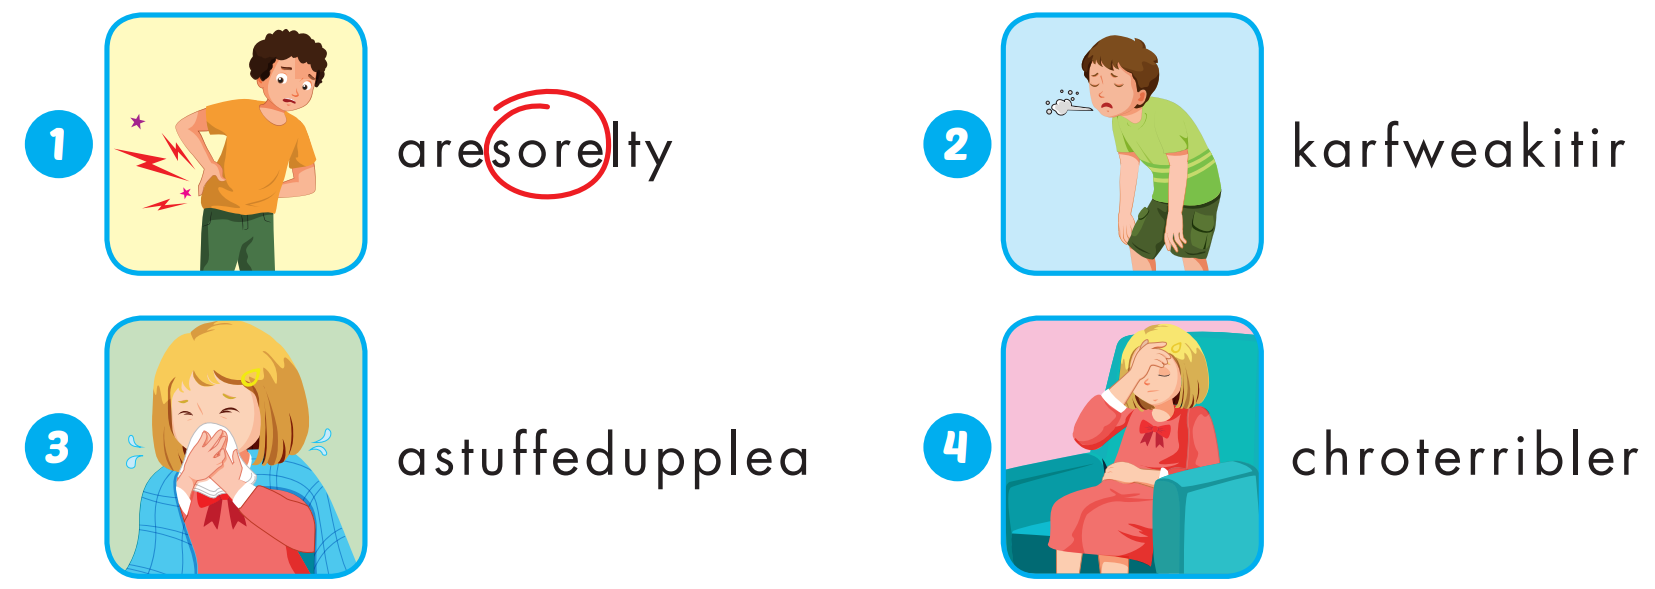 1 aresorelty
2 karfweakitir
3 astuffedupplea
4 chroterribler